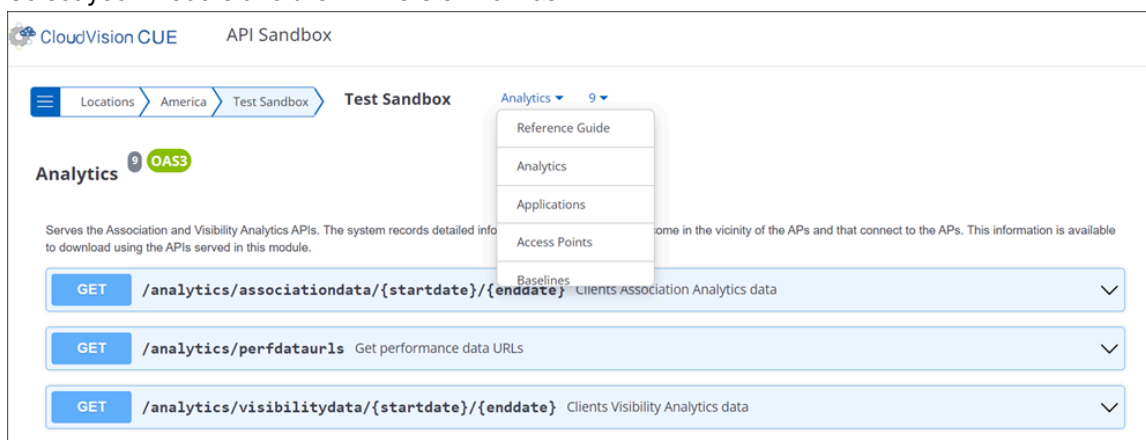 CloudVision CUE API Sandbox
Locations America Test Sandbox Test Sandbox Analytics 9
Reference Guide
Analytics
Applications
Access Points
Baselines
Analytics 9 OAS3
Serves the Association and Visibility Analytics APIs. The system records detailed info ome in the vicinity of the APs and that connect to the APs. This information is available
to download using the APIs served in this module.
GET /analytics/associationdata/{startdate}/{enddate} Clients Association Analytics data
GET /analytics/perfdataurls Get performance data URLs
GET /analytics/visibilitydata/{startdate}/{enddate} Clients Visibility Analytics data